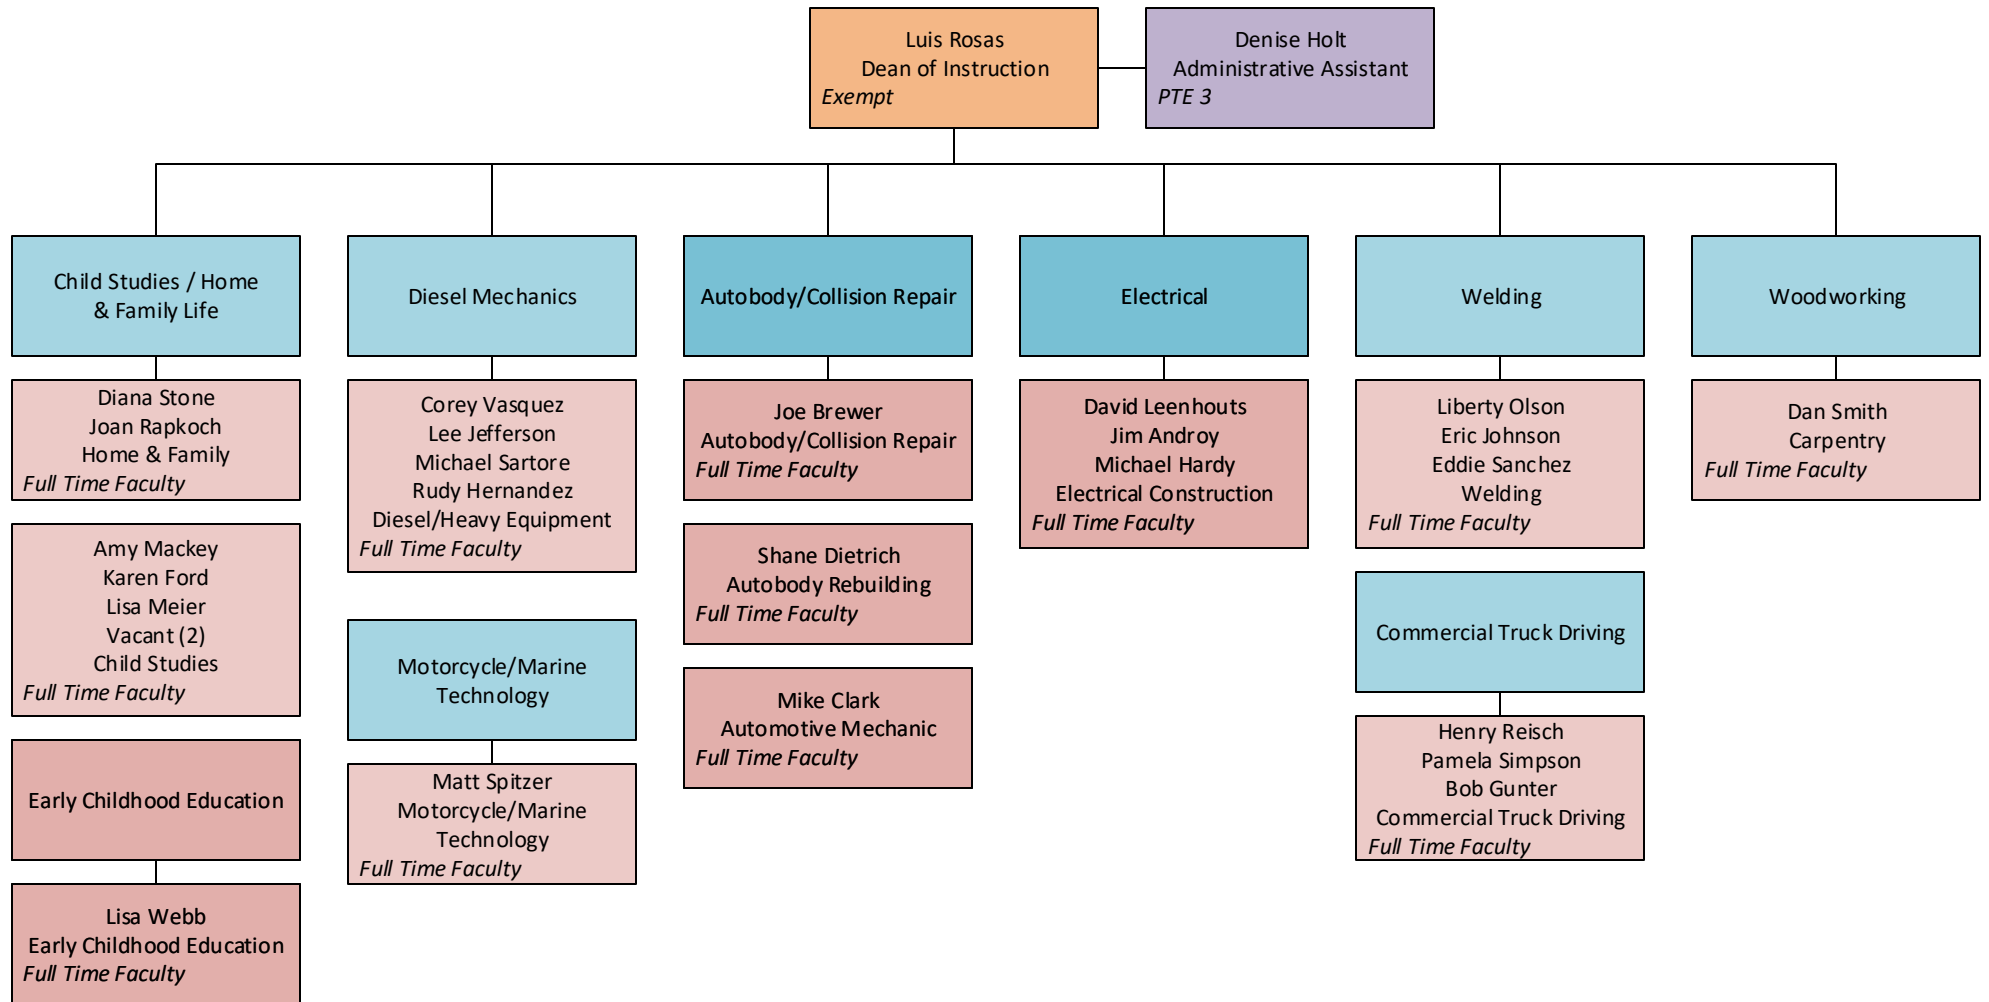 Luis Rosas
Dean of Instruction
Exempt
Denise Holt
Administrative Assistant
PTE 3
Child Studies / Home
& Family Life
Diana Stone
Joan Rapkoch
Home & Family
Full Time Faculty
Amy Mackey
Karen Ford
Lisa Meier
Vacant (2)
Child Studies
Full Time Faculty
Early Childhood Education
Lisa Webb
Early Childhood Education
Full Time Faculty
Diesel Mechanics
Corey Vasquez
Lee Jefferson
Michael Sartore
Rudy Hernandez
Diesel/Heavy Equipment
Full Time Faculty
Motorcycle/Marine
Technology
Matt Spitzer
Motorcycle/Marine
Technology
Full Time Faculty
Autobody/Collision Repair
Joe Brewer
Autobody/Collision Repair
Full Time Faculty
Shane Dietrich
Autobody Rebuilding
Full Time Faculty
Mike Clark
Automotive Mechanic
Full Time Faculty
Electrical
David Leenhouts
Jim Androy
Michael Hardy
Electrical Construction
Full Time Faculty
Welding
Liberty Olson
Eric Johnson
Eddie Sanchez
Welding
Full Time Faculty
Commercial Truck Driving
Henry Reisch
Pamela Simpson
Bob Gunter
Commercial Truck Driving
Full Time Faculty
Woodworking
Dan Smith
Carpentry
Full Time Faculty